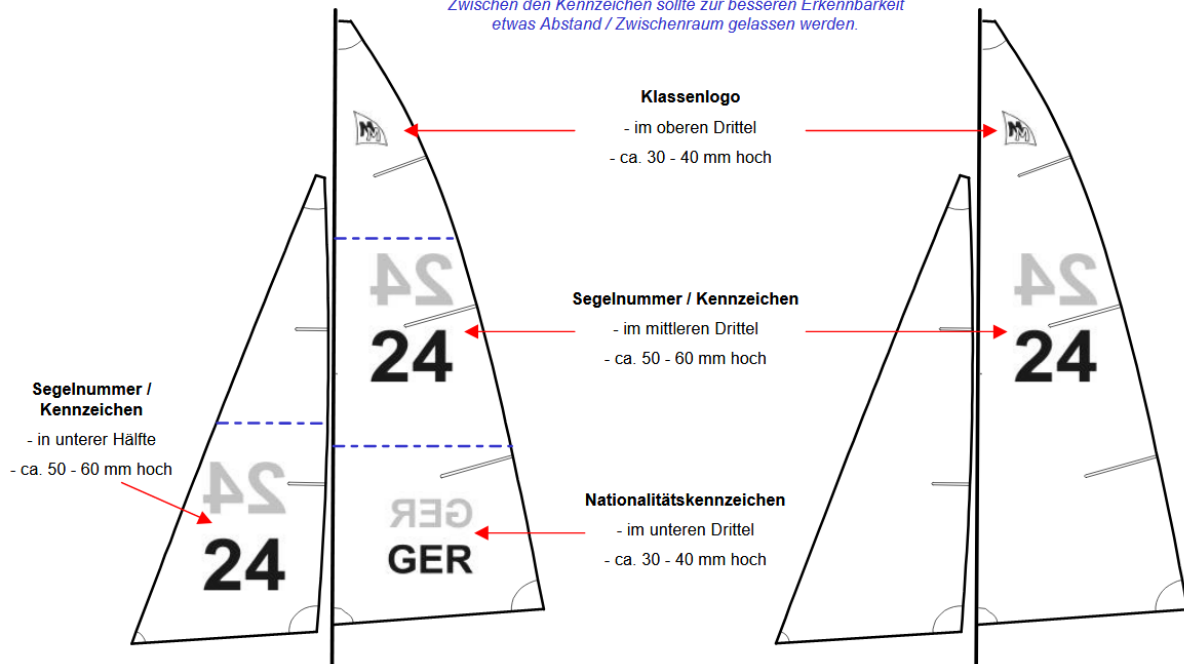 Zwischen den Kennzeichen sollte zur besseren Erkennbarkeit
etwas Abstand / Zwischenraum gelassen werden.
Klassenlogo
- im oberen Drittel
- ca. 30 - 40 mm hoch
MM
MM
24
24
24
24
Segelnummer / Kennzeichen
- im mittleren Drittel
- ca. 50 - 60 mm hoch
Segelnummer /
Kennzeichen
- in unterer Hälfte
- ca. 50 - 60 mm hoch
24
24
GER
GER
Nationalitätskennzeichen
- im unteren Drittel
- ca. 30 - 40 mm hoch